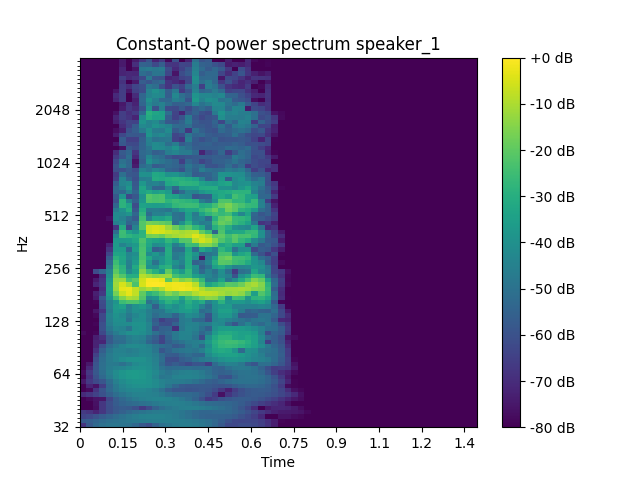 Constant-Q power spectrum speaker_1
Hz
2048
1024
512
256
128
64
32
0 0.15 0.3 0.45 0.6 0.75 0.9 1.1 1.2 1.4
Time
+0 dB
-10 dB
-20 dB
-30 dB
-40 dB
-50 dB
-60 dB
-70 dB
-80 dB